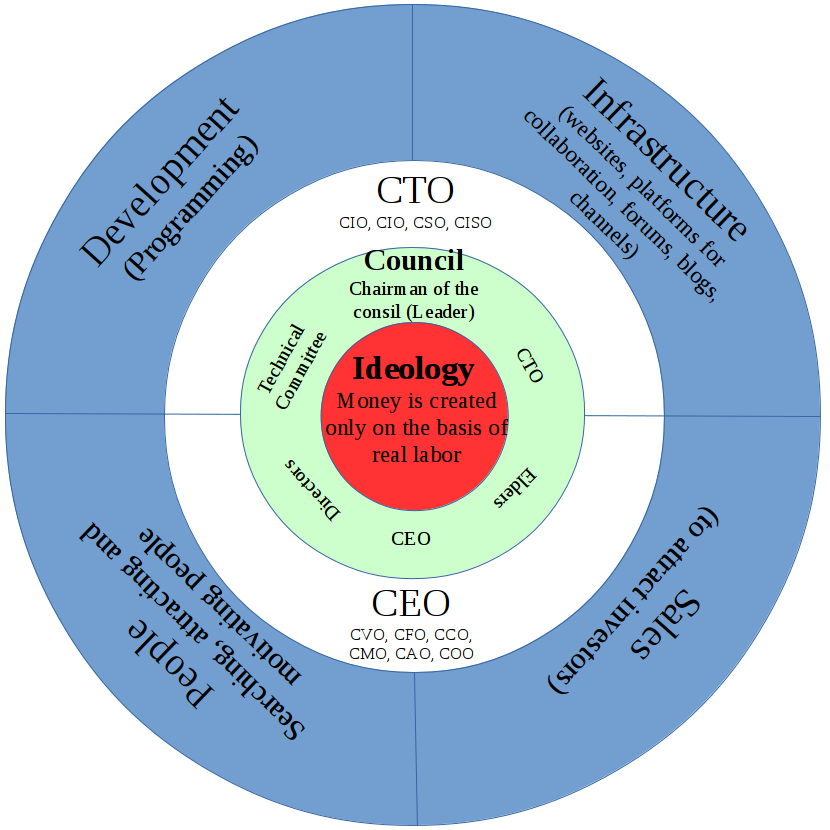 Development
(Programming)
Infrastructure
(websites, platforms for
collaboration, forums, blogs,
channels)
CTO
CIO, CIO, CSO, CISO
Council
Chairman of the
consil (Leader)
Technical
Committee
CTO
Ideology
Money is created
only on the basis of
real labor
Directors
Elders
CEO
CEO
CVO, CFO, CCO,
CMO, CAO, COO
People
Searching, attracting and
motivating people
Sales
(to attract investors)